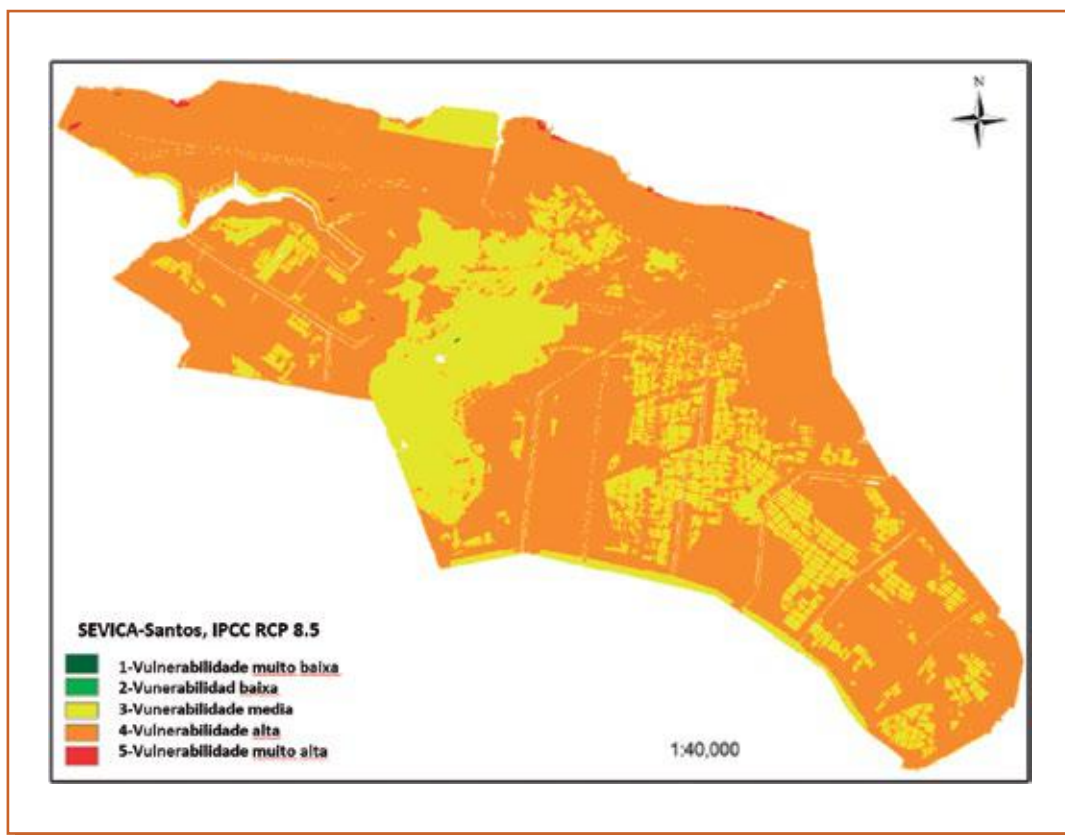 N
SEVICA-Santos, IPCC RCP 8.5
1-Vulnerabilidade muito baixa
2-Vunerabilidad baixa
3-Vunerabilidade media
4-Vulnerabilidade alta
5-Vulnerabilidade muito alta
1:40,000